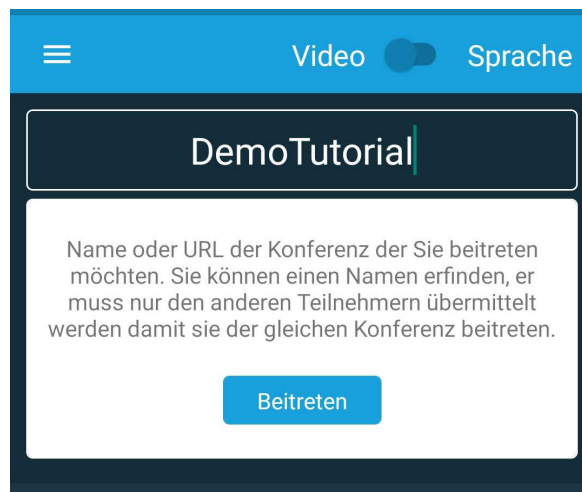 Video Sprache
DemoTutorial
Name oder URL der Konferenz der Sie beitreten
möchten. Sie können einen Namen erfinden, er
muss nur den anderen Teilnehmern übermittelt
werden damit sie der gleichen Konferenz beitreten.
Beitreten